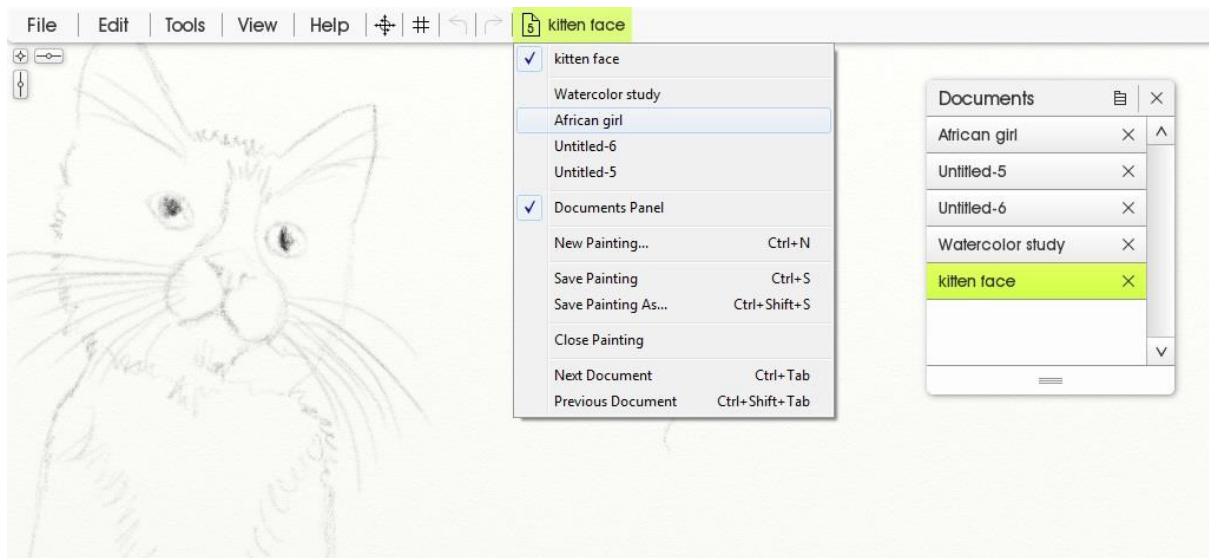 File Edit Tools View Help 5 kitten face
kitten face
Watercolor study
African girl
Untitled-6
Untitled-5
Documents Panel
New Painting... Ctrl+N
Save Painting Ctrl+S
Save Painting As... Ctrl+Shift+S
Close Painting
Next Document Ctrl+Tab
Previous Document Ctrl+Shift+Tab
Documents
African girl
Untitled-5
Untitled-6
Watercolor study
kitten face